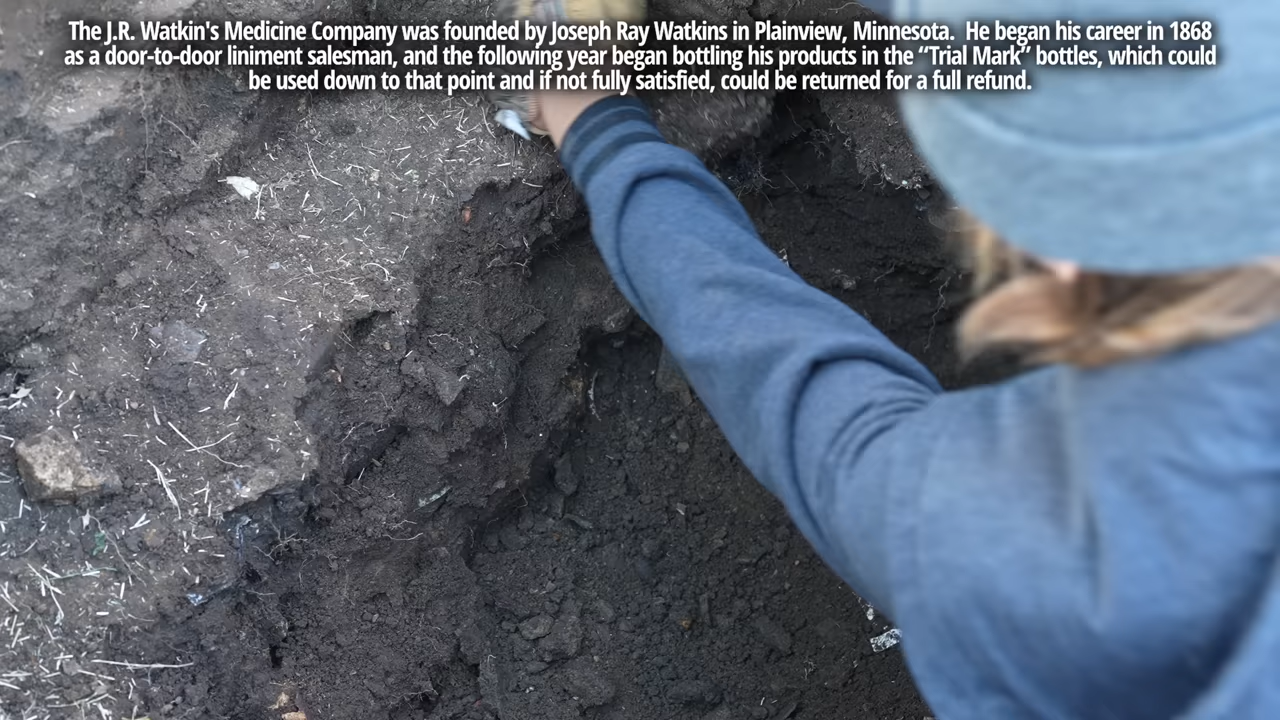 The J.R. Watkin's Medicine Company was founded by Joseph Ray Watkins in Plainview, Minnesota.  He began his career in 1868
as a door-to-door liniment salesman, and the following year began bottling his products in the “Trial Mark” bottles, which could
be used down to that point and if not fully satisfied, could be returned for a full refund.